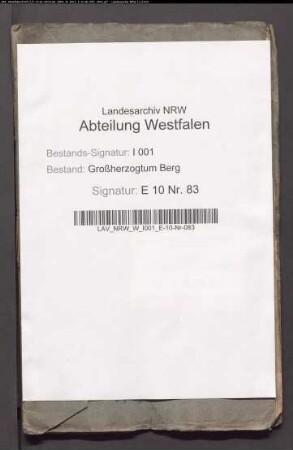 Landesarchiv NRW
Abteilung Westfalen
Bestands-Signatur: I 001
Bestand: Großherzogtum Berg
Signatur: E 10 Nr. 83
LAV_NRW_W_I001_E-10-Nr-083